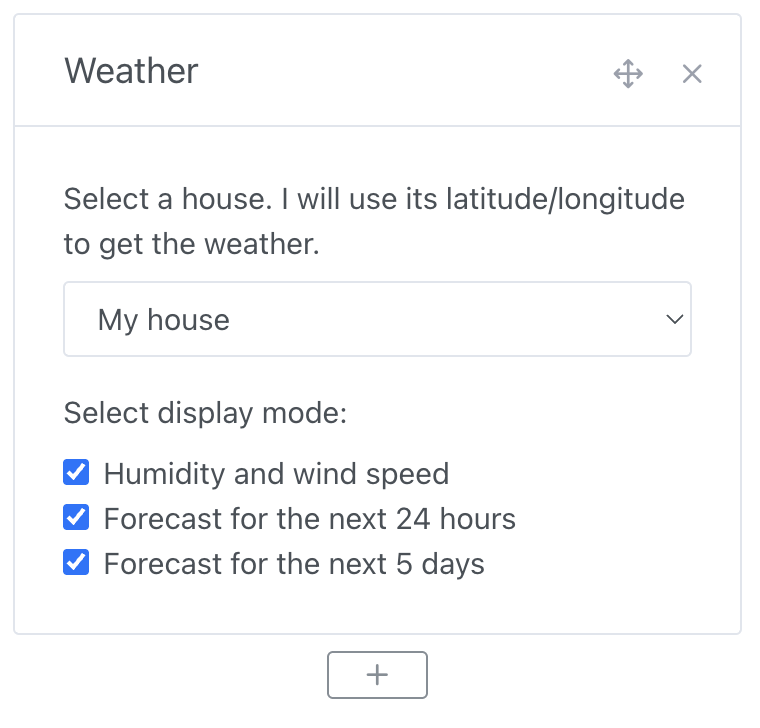 Weather
Select a house. I will use its latitude/longitude
to get the weather.
My house
Select display mode:
Humidity and wind speed
Forecast for the next 24 hours
Forecast for the next 5 days